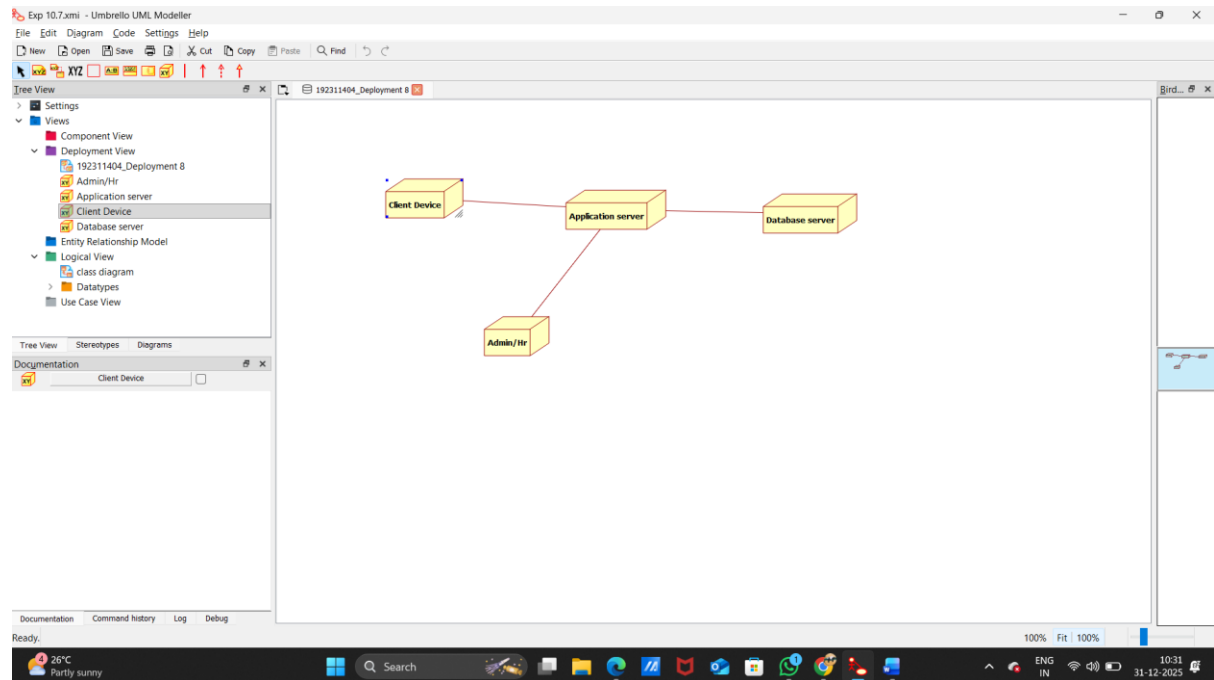 Exp 10.7.xmi - Umbrello UML Modeller
File Edit Diagram Code Settings Help
New Open Save Cut Copy Paste Find
XYZ
Tree View
192311404_Deployment 8
Bird...
Settings
Views
Component View
Deployment View
192311404_Deployment 8
Admin/Hr
Application server
Client Device
Database server
Entity Relationship Model
Logical View
class diagram
Datatypes
Use Case View
Client Device
Application server
Database server
Admin/Hr
Tree View Stereotypes Diagrams
Documentation
Client Device
Documentation Command history Log Debug
Ready.
100% Fit 100%
4
26°C
Partly sunny
Search
1
ENG
IN
10:31
31-12-2025